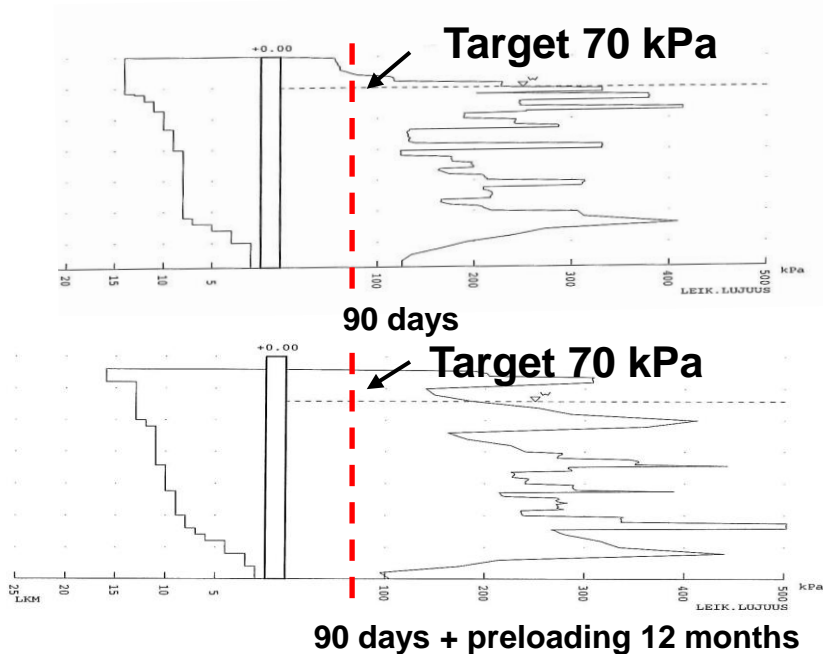 +0.00
Target 70 kPa
W
20 15 10 5 100 200 300 400 500 kPa
LEIK.LUJUUS
90 days
+0.00
Target 70 kPa
W
25 20 15 10 5 100 200 300 400 500 kPa
LKM LEIK.LUJUUS
90 days + preloading 12 months